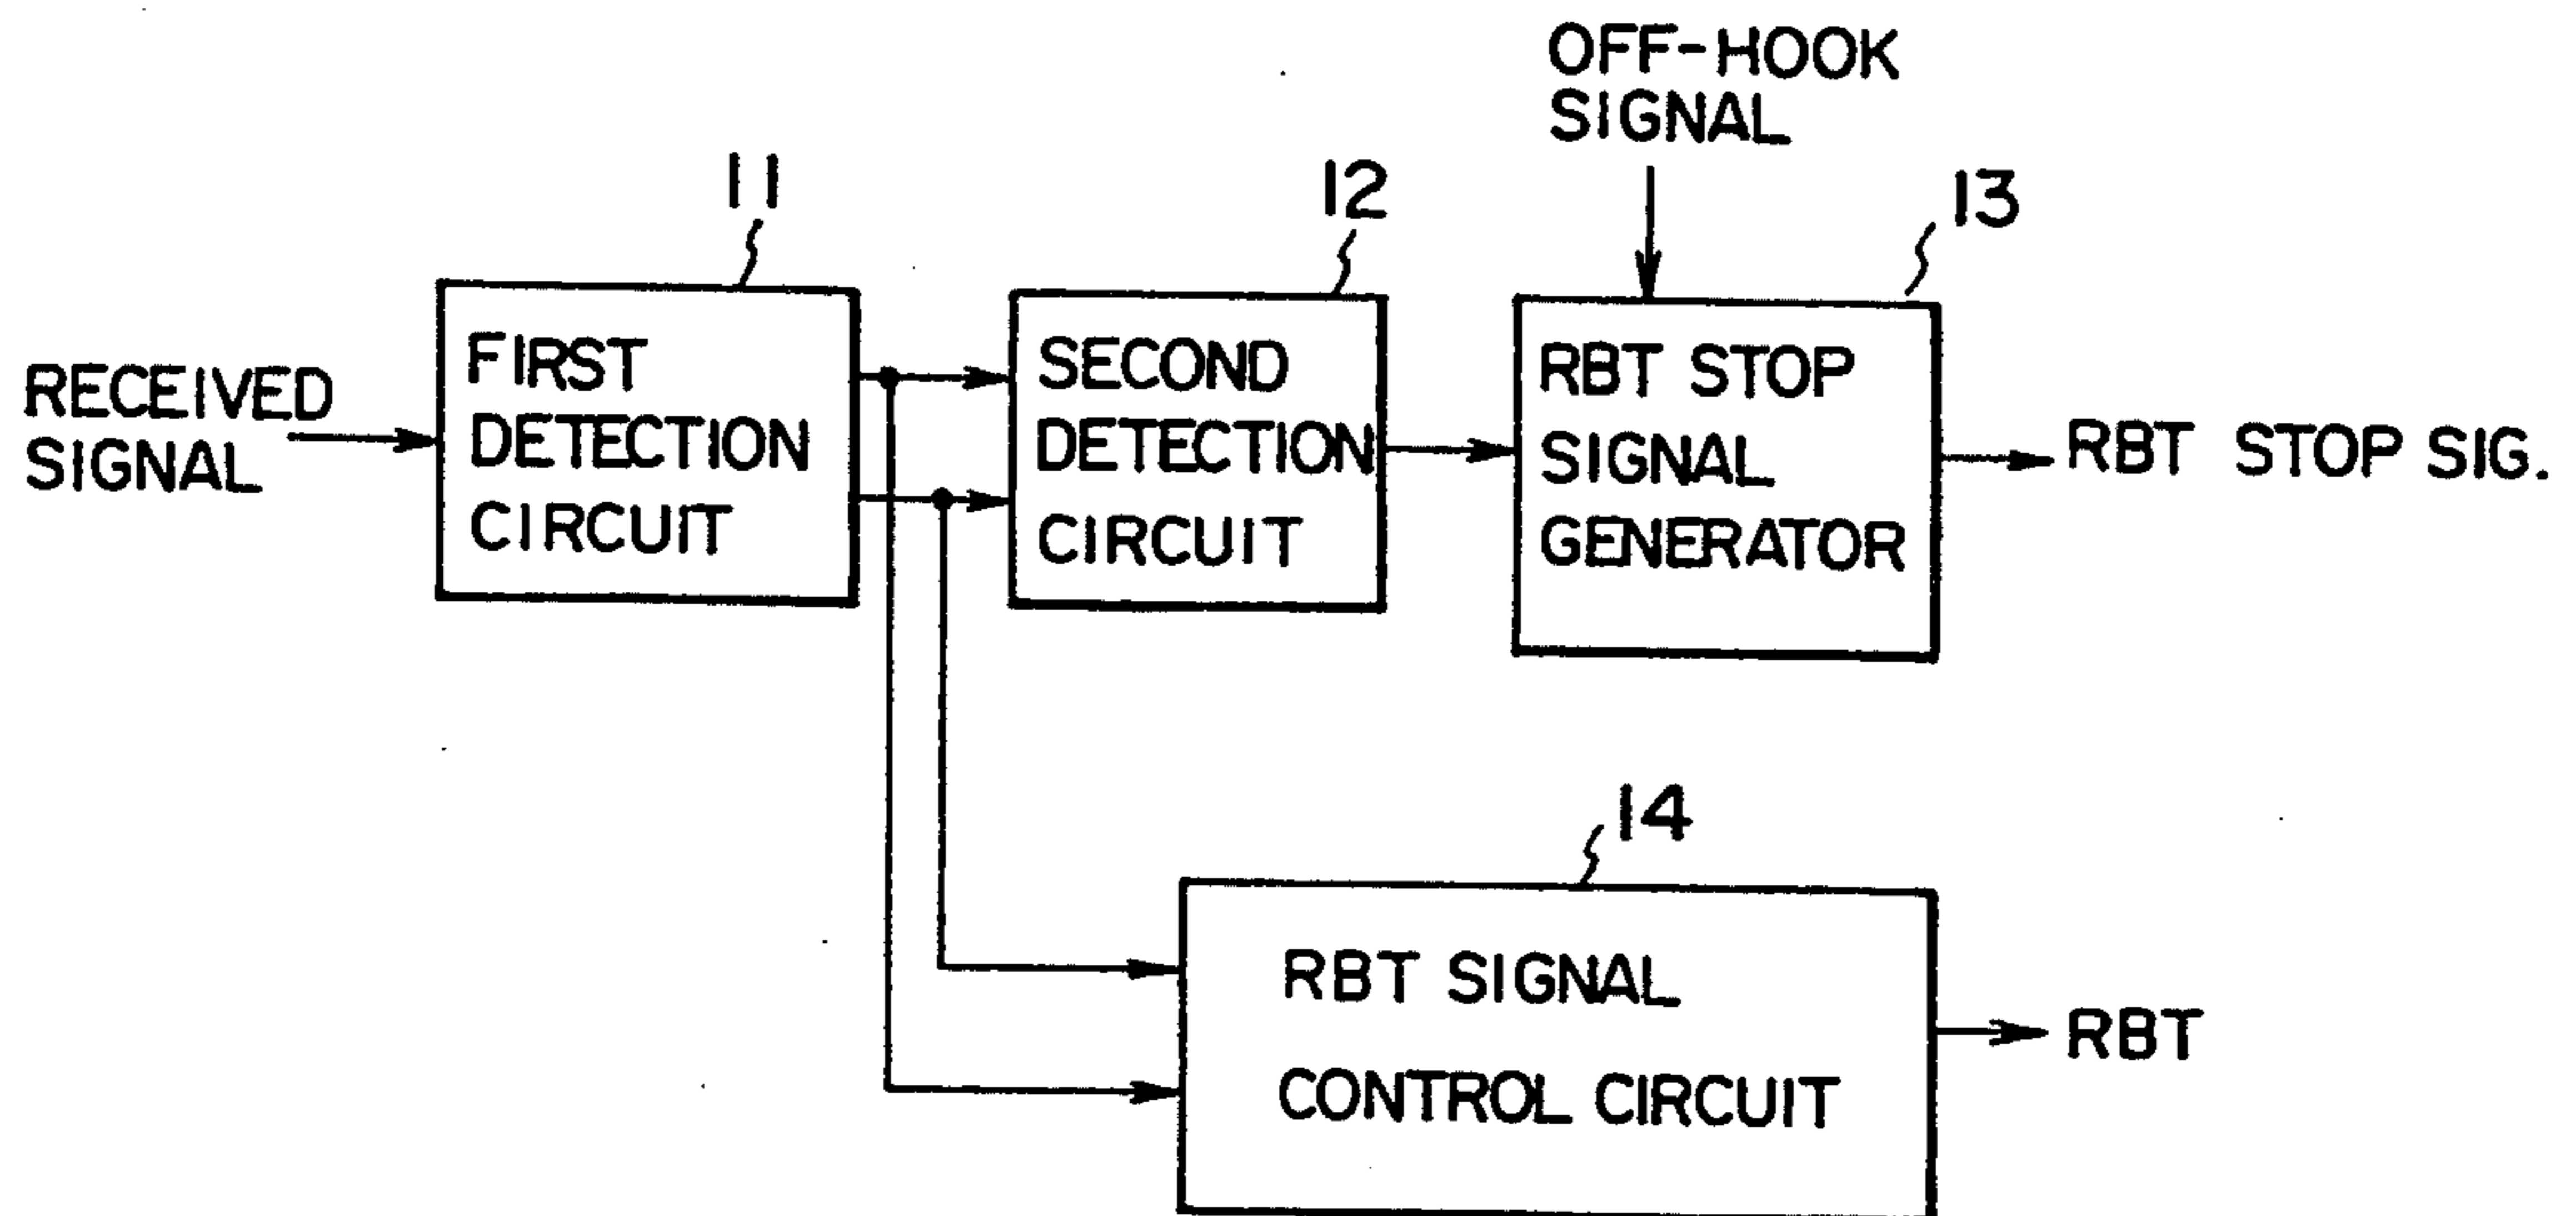 OFF-HOOK
SIGNAL
11
12
13
RECEIVED
SIGNAL
FIRST
DETECTION
CIRCUIT
SECOND
DETECTION
CIRCUIT
RBT STOP
SIGNAL
GENERATOR
RBT STOP SIG.
14
RBT SIGNAL
CONTROL CIRCUIT
RBT